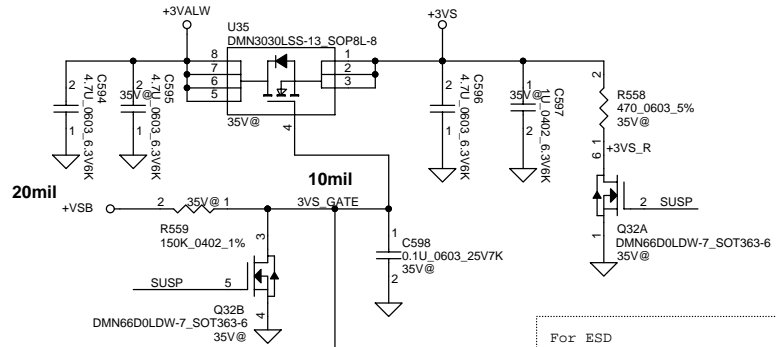 +3VALW
+3VS
U35
DMN3030LSS-13_SOP8L-8
8
7
6
5
1
2
3
4
35V@
C594
4.7U_0603_6.3V6K
2
1
C595
35V@
4.7U_0603_6.3V6K
2
1
C596
4.7U_0603_6.3V6K
2
1
C597
35V@
1U_0402_6.3V6K
1
2
2
R558
470_0603_5%
35V@
1
+3VS_R
6
2
SUSP
1
Q32A
DMN66D0LDW-7_SOT363-6
35V@
20mil
10mil
+VSB
2
35V@
1
3VS_GATE
R559
150K_0402_1%
3
1
C598
0.1U_0603_25V7K
35V@
2
SUSP
5
4
Q32B
DMN66D0LDW-7_SOT363-6
35V@
For ESD